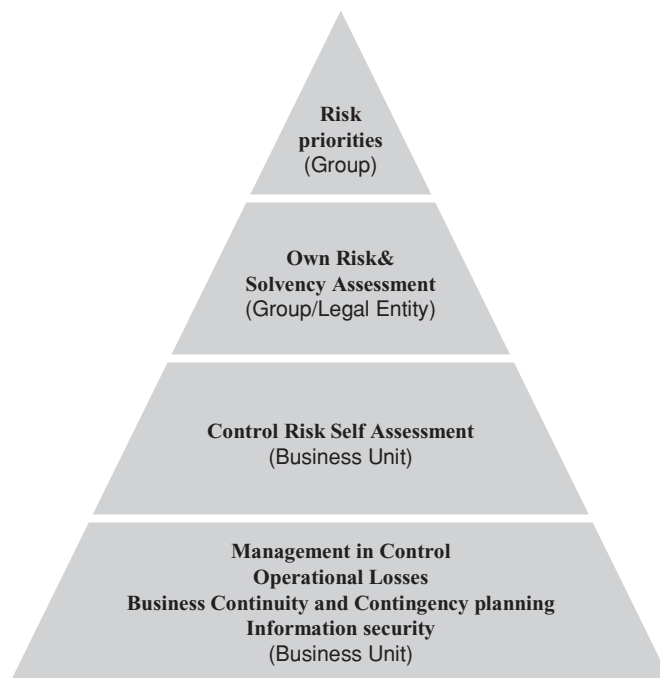 Risk
priorities
(Group)
Own Risk&
Solvency Assessment
(Group/Legal Entity)
Control Risk Self Assessment
(Business Unit)
Management in Control
Operational Losses
Business Continuity and Contingency planning
Information security
(Business Unit)